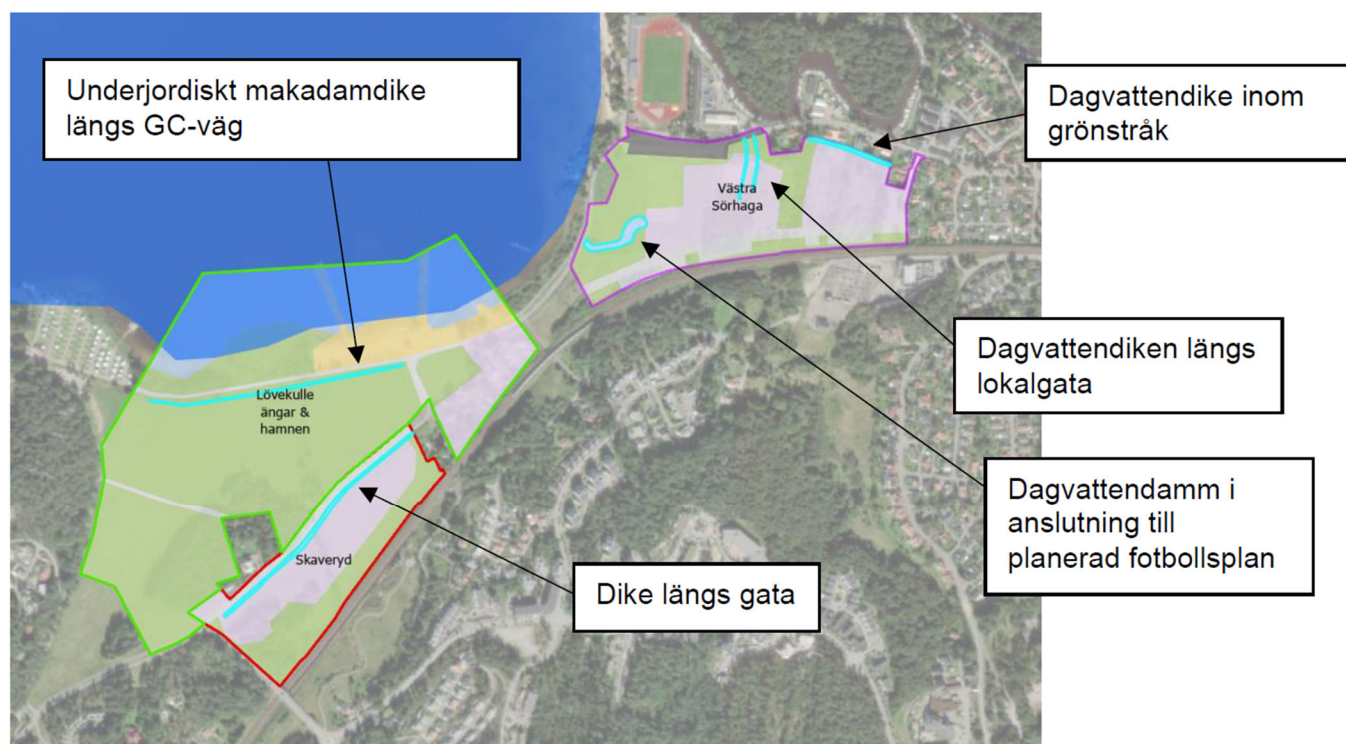 Underjordiskt makadamdike
längs GC-väg
Dagvattendike inom
grönstråk
Västra
Sörhaga
Dagvattendiken längs
lokalgata
Lövekulle
ängar &
hamnen
Dagvattendamm i
anslutning till
planerad fotbollsplan
Skaveryd
Dike längs gata